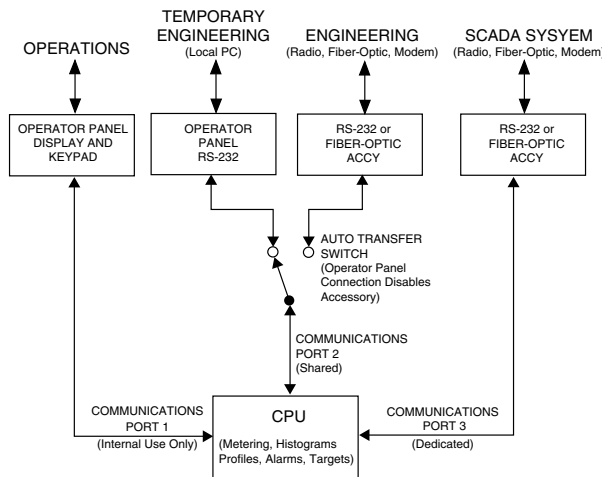 OPERATIONS
TEMPORARY
ENGINEERING
(Local PC)
ENGINEERING
(Radio, Fiber-Optic, Modem)
SCADA SYSYEM
(Radio, Fiber-Optic, Modem)
OPERATOR PANEL
DISPLAY AND
KEYPAD
OPERATOR
PANEL
RS-232
RS-232 or
FIBER-OPTIC
ACCY
RS-232 or
FIBER-OPTIC
ACCY
AUTO TRANSFER
SWITCH
(Operator Panel
Connection Disables
Accessory)
COMMUNICATIONS
PORT 2
(Shared)
COMMUNICATIONS
PORT 1
(Internal Use Only)
CPU
(Metering, Histograms
Profiles, Alarms, Targets)
COMMUNICATIONS
PORT 3
(Dedicated)